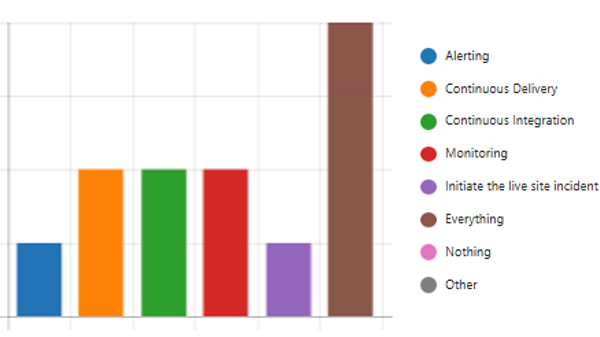 Alerting
Continuous Delivery
Continuous Integration
Monitoring
Initiate the live site incident
Everything
Nothing
Other